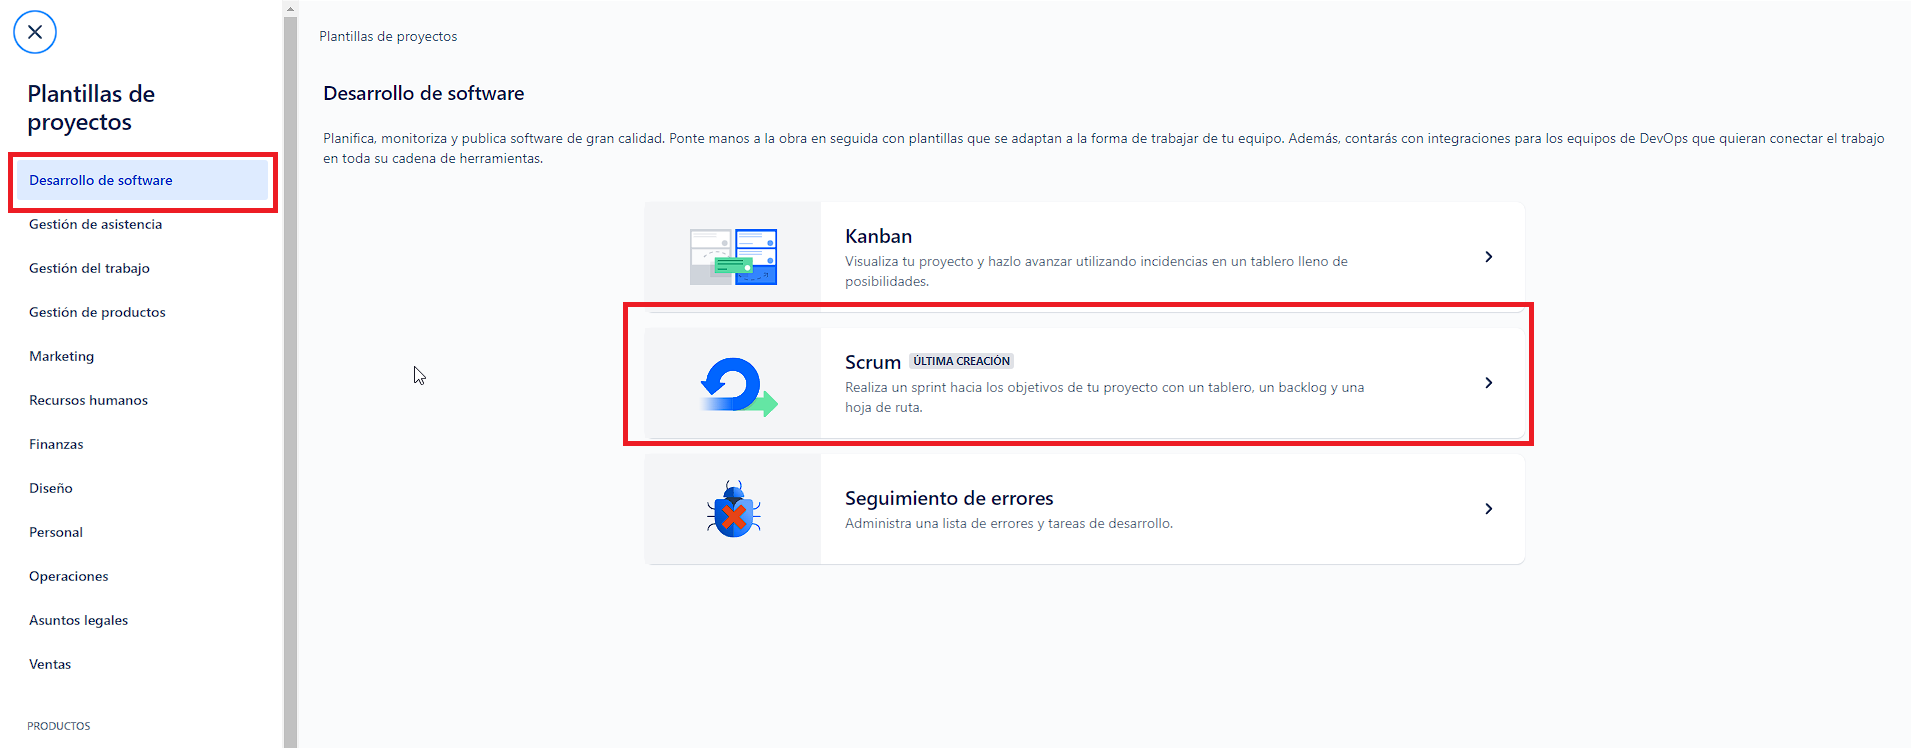 Plantillas de
proyectos
Desarrollo de software
Gestión de asistencia
Gestión del trabajo
Gestión de productos
Marketing
Recursos humanos
Finanzas
Diseño
Personal
Operaciones
Asuntos legales
Ventas
PRODUCTOS
Plantillas de proyectos
Desarrollo de software
Planifica, monitoriza y publica software de gran calidad. Ponte manos a la obra en seguida con plantillas que se adaptan a la forma de trabajar de tu equipo. Además, contarás con integraciones para los equipos de DevOps que quieran conectar el trabajo
en toda su cadena de herramientas.
Kanban
Visualiza tu proyecto y hazlo avanzar utilizando incidencias en un tablero lleno de
posibilidades.
Scrum ÚLTIMA CREACIÓN
Realiza un sprint hacia los objetivos de tu proyecto con un tablero, un backlog y una
hoja de ruta.
Seguimiento de errores
Administra una lista de errores y tareas de desarrollo.